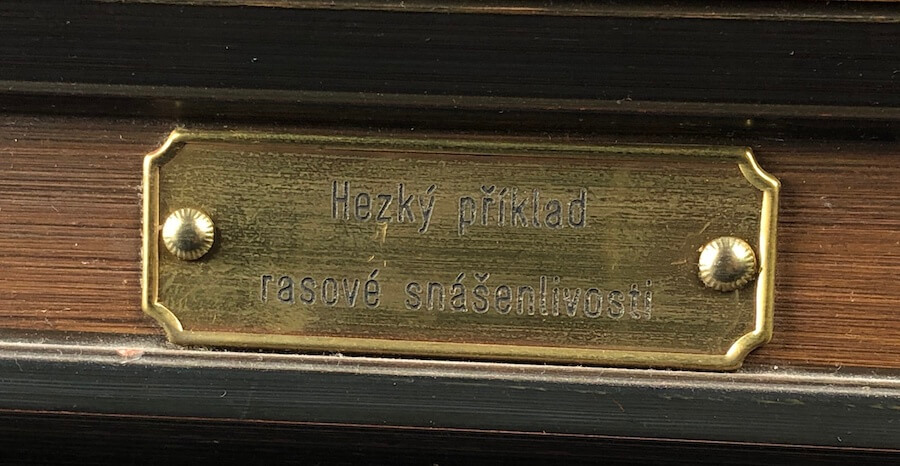 Hezký příklad
rasové snášenlivosti